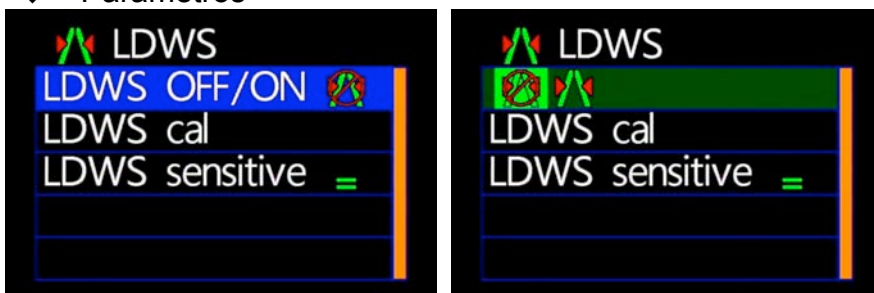 Paramètres
LDWS
LDWS OFF/ON
LDWS cal
LDWS sensitive =
LDWS
LDWS cal
LDWS sensitive =